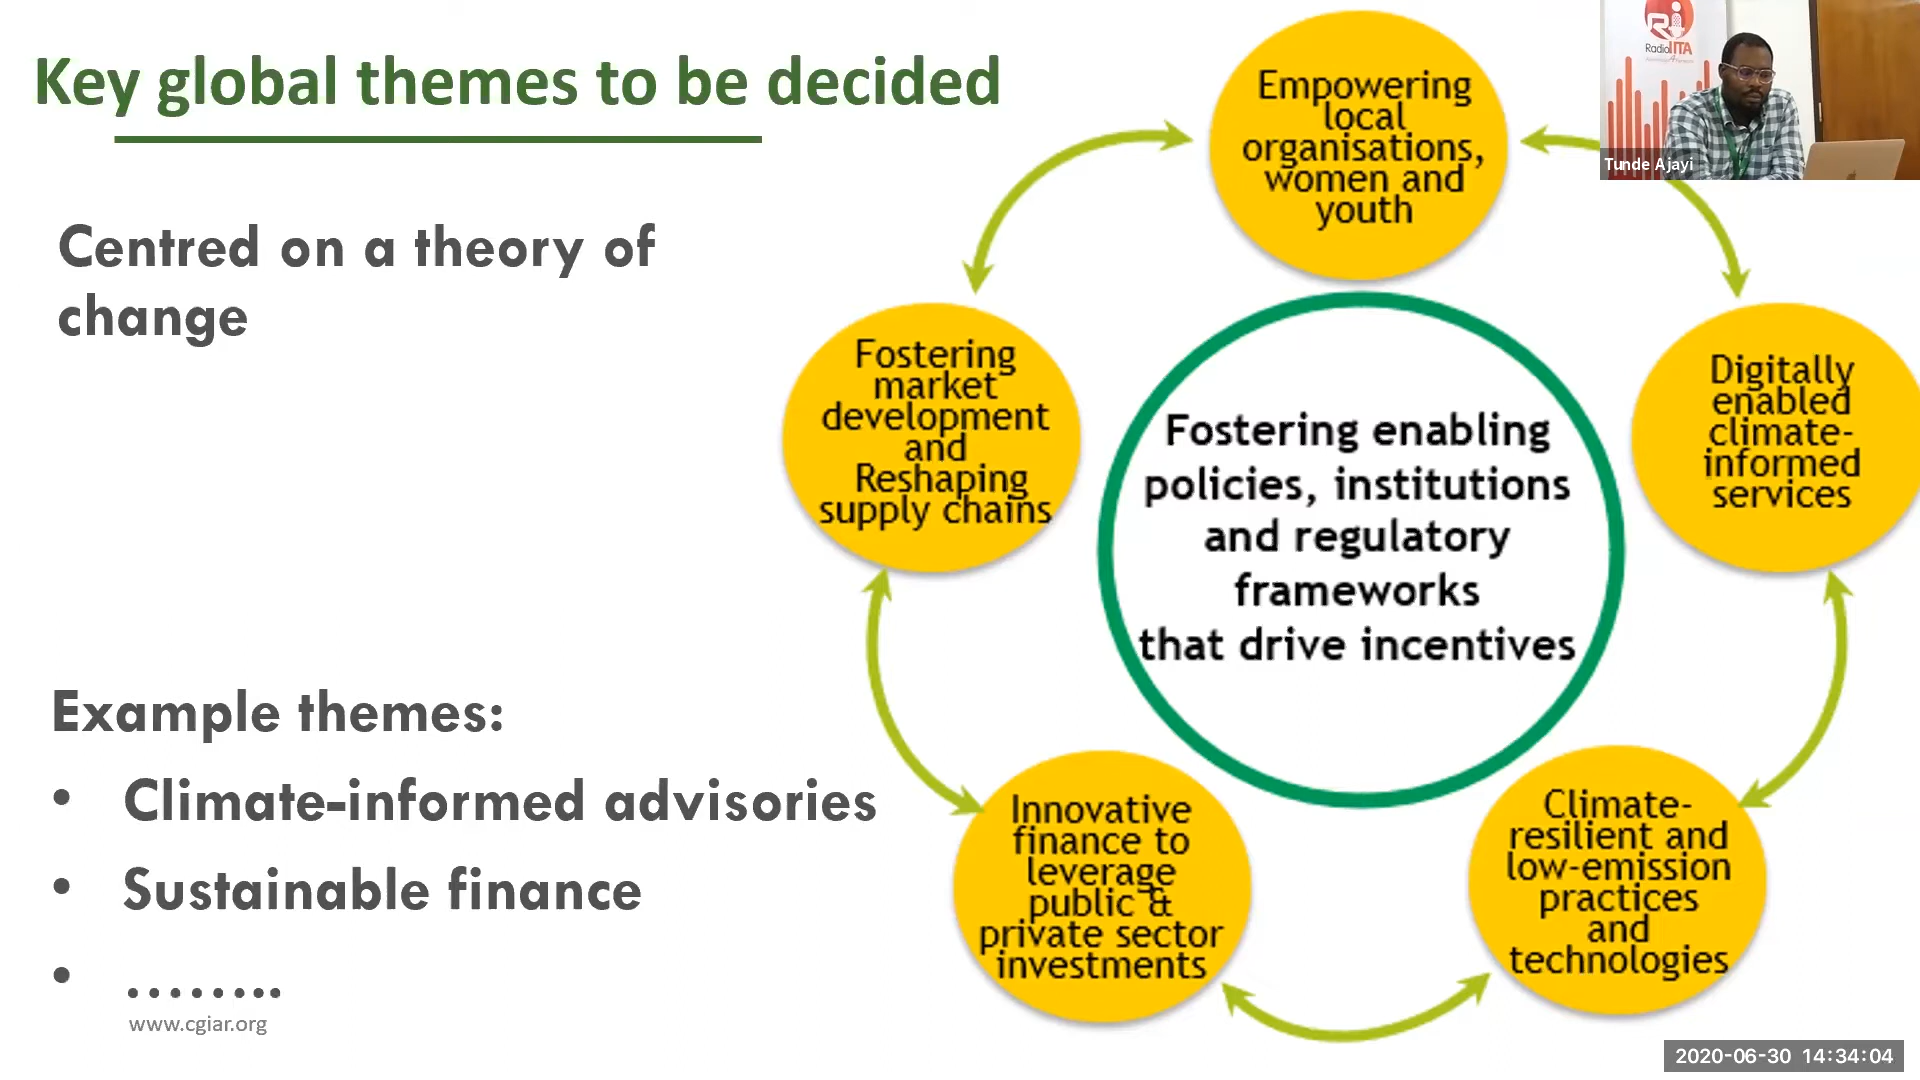 Key global themes to be decided
Centred on a theory of
change
Example themes:
• Climate-informed advisories
• Sustainable finance
• ……..
www.cgiar.org
Empowering
local
organisations,
women and
youth
Fostering
market
development
and
Reshaping
supply chains
Digitally
enabled
climate-
informed
services
Fostering enabling
policies, institutions
and regulatory
frameworks
that drive incentives
Innovative
finance to
leverage
public &
private sector
investments
Climate-
resilient and
low-emission
practices
and
technologies
Ri
Radio IITA
Tunde Ajayi
2020-06-30 14:34:04